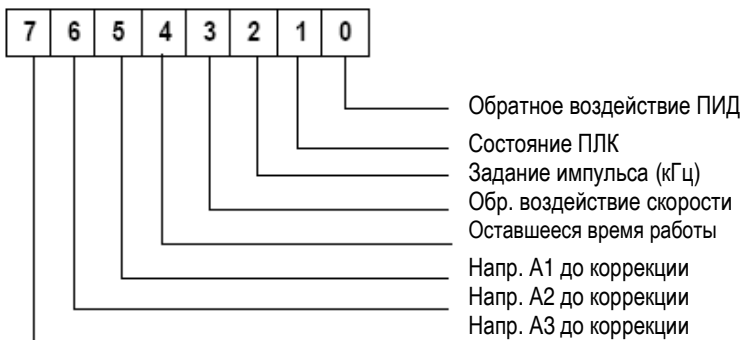 7 6 5 4 3 2 1 0
Обратное воздействие ПИД
Состояние ПЛК
Задание импульса (кГц)
Обр. воздействие скорости
Оставшееся время работы
Напр. А1 до коррекции
Напр. А2 до коррекции
Напр. А3 до коррекции